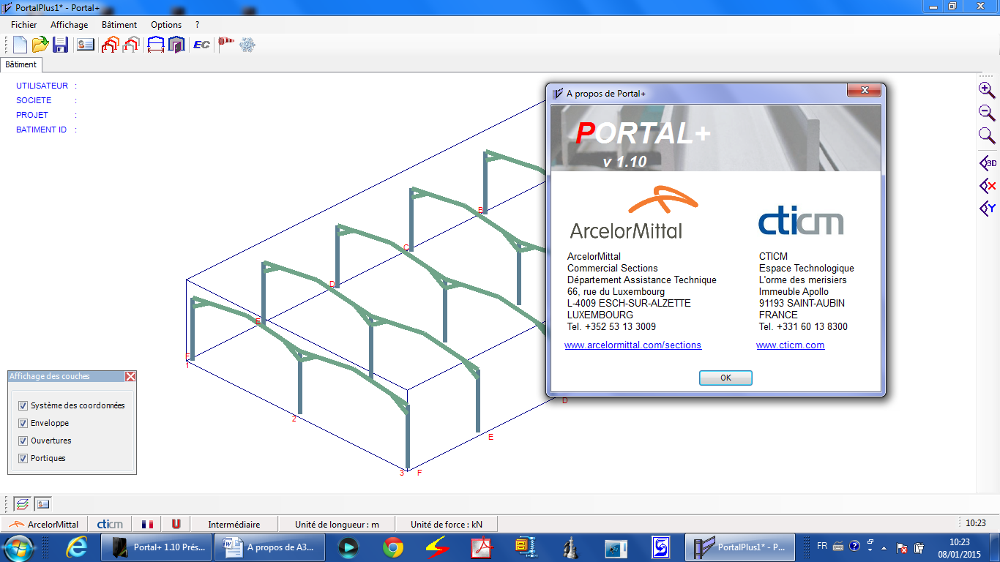 PortalPlus1* - Portal+
Fichier Affichage Bâtiment Options ?
EC
Bâtiment
UTILISATEUR :
SOCIETE :
PROJET :
BATIMENT ID :
3D
X
Y
B
C
D
E
F
1
2
3 F
E
D
A propos de Portal+
PORTAL+
v 1.10
ArcelorMittal
cticm
ArcelorMittal
Commercial Sections
Département Assistance Technique
66, rue du Luxembourg
L-4009 ESCH-SUR-ALZETTE
LUXEMBOURG
Tel. +352 53 13 3009
www.arcelormittal.com/sections
CTICM
Espace Technologique
L'orme des merisiers
Immeuble Apollo
91193 SAINT-AUBIN
FRANCE
Tel. +331 60 13 8300
www.cticm.com
OK
Affichage des couches
Système des coordonnées
Enveloppe
Ouvertures
Portiques
ArcelorMittal cticm U Intermédiaire Unité de longueur : m Unité de force : kN 10:23
Portal+ 1.10 Prés... A propos de A3... PortalPlus1* - P... FR 10:23
08/01/2015